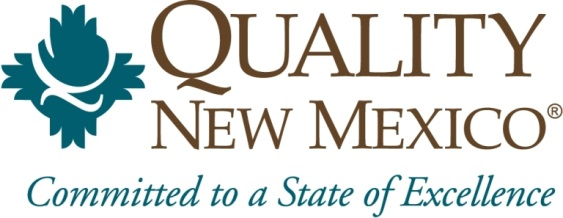 QUALITY
NEW MEXICO®
Committed to a State of Excellence